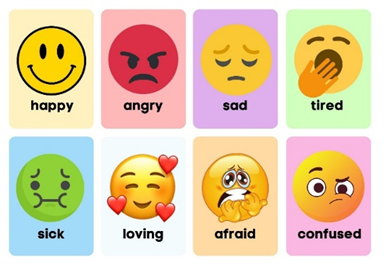 happy
angry
sad
tired
sick
loving
afraid
confused